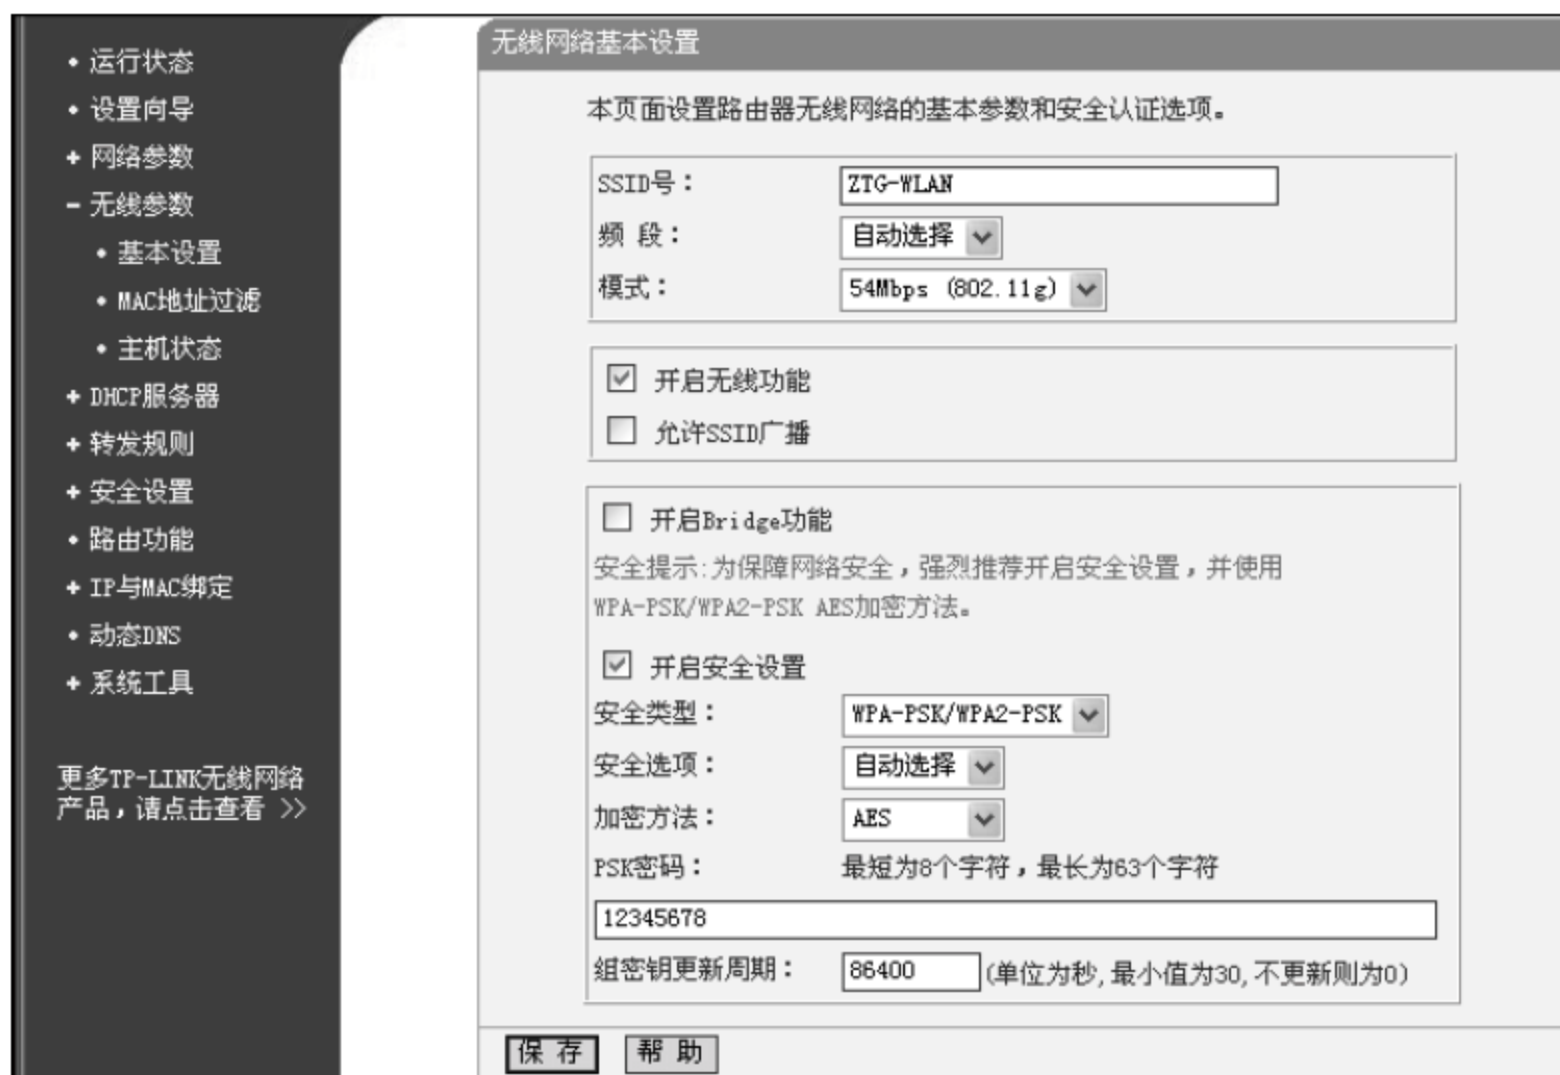 • 运行状态
• 设置向导
+ 网络参数
- 无线参数
• 基本设置
• MAC地址过滤
• 主机状态
+ DHCP服务器
+ 转发规则
+ 安全设置
• 路由功能
+ IP与MAC绑定
• 动态DNS
+ 系统工具
更多TP-LINK无线网络
产品，请点击查看 >>
无线网络基本设置
本页面设置路由器无线网络的基本参数和安全认证选项。
SSID号： ZTG-WLAN
频 段： 自动选择
模式： 54Mbps (802.11g)
开启无线功能
允许SSID广播
开启Bridge功能
安全提示:为保障网络安全，强烈推荐开启安全设置，并使用
WPA-PSK/WPA2-PSK AES加密方法。
开启安全设置
安全类型： WPA-PSK/WPA2-PSK
安全选项： 自动选择
加密方法： AES
PSK密码： 最短为8个字符，最长为63个字符
12345678
组密钥更新周期： 86400 (单位为秒,最小值为30,不更新则为0)
保 存 帮 助